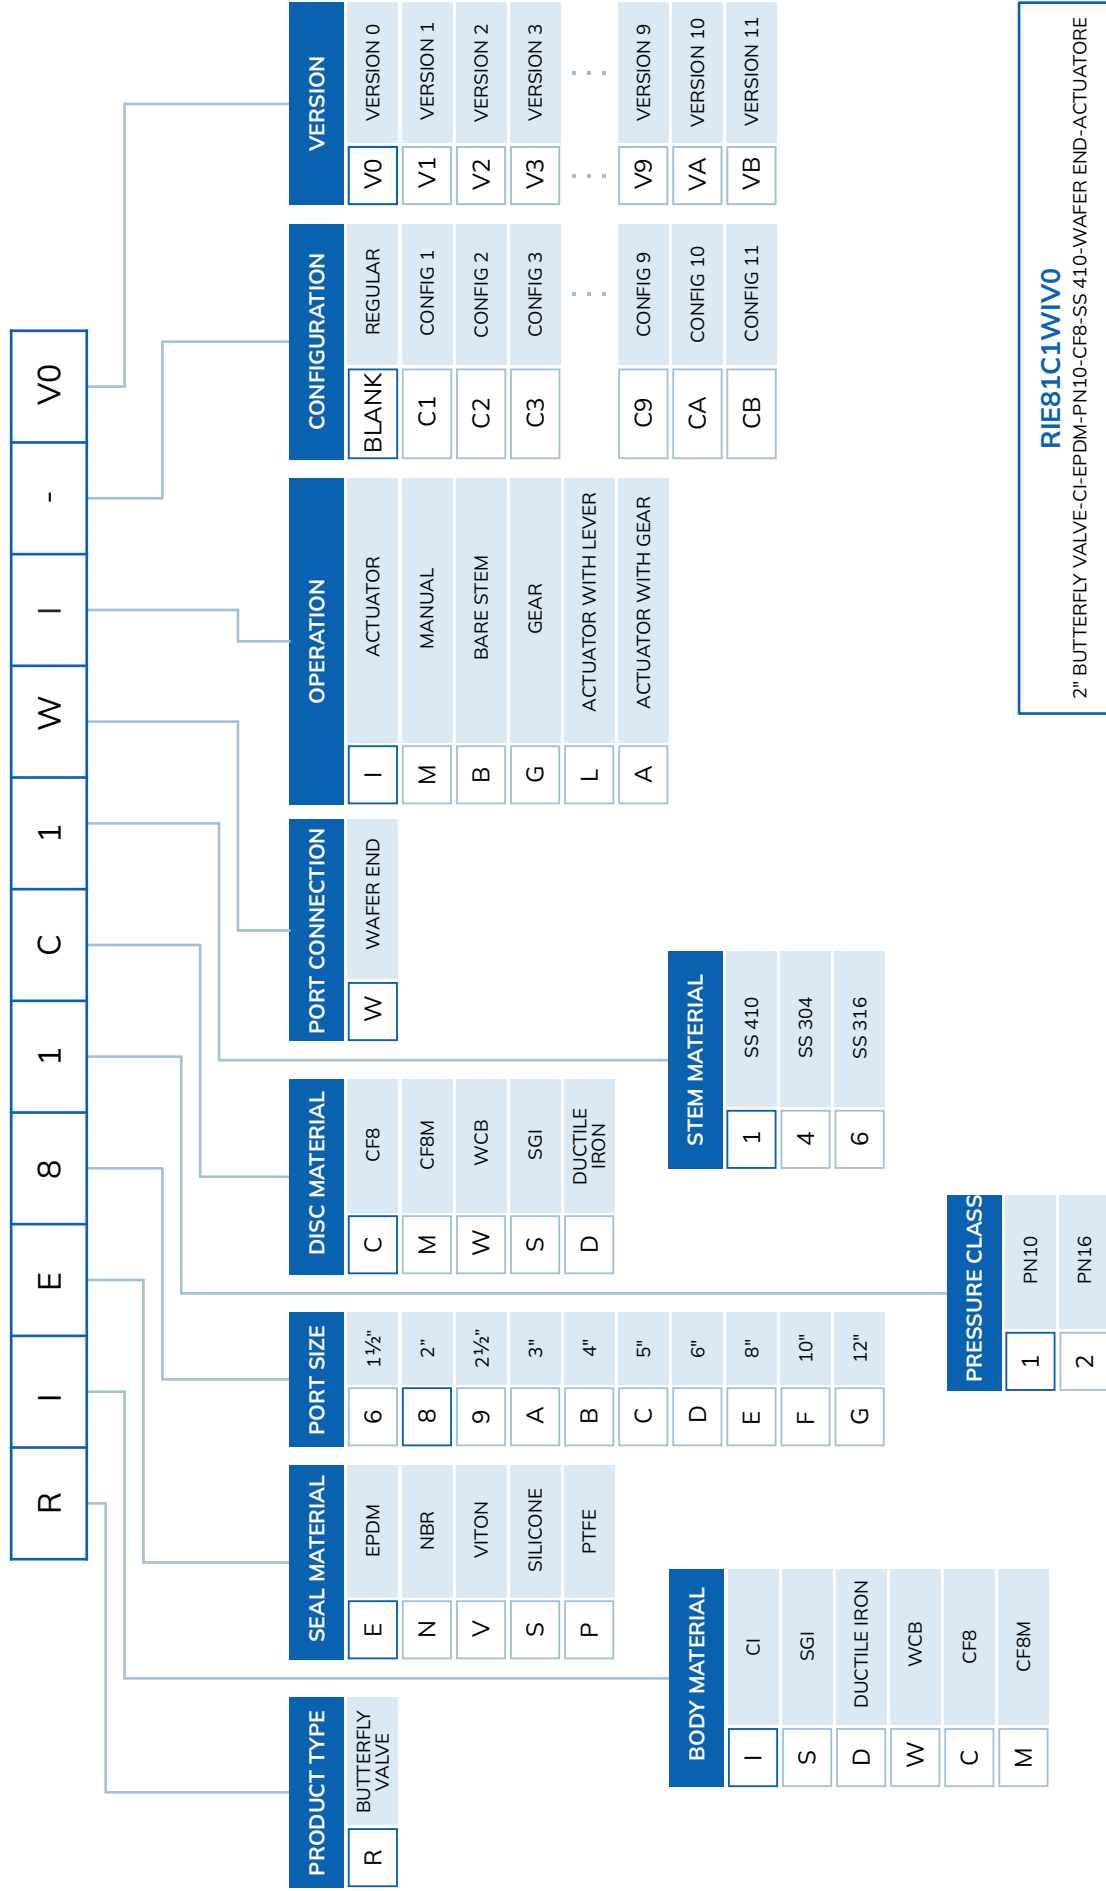 R I E 8 1 C 1 W I - V0
PRODUCT TYPE
R BUTTERFLY
VALVE
SEAL MATERIAL
E EPDM
N NBR
V VITON
S SILICONE
P PTFE
PORT SIZE
6 1½"
8 2"
9 2½"
A 3"
B 4"
C 5"
D 6"
E 8"
F 10"
G 12"
DISC MATERIAL
C CF8
M CF8M
W WCB
S SGI
D DUCTILE
IRON
PORT CONNECTION
W WAFER END
OPERATION
I ACTUATOR
M MANUAL
B BARE STEM
G GEAR
L ACTUATOR WITH LEVER
A ACTUATOR WITH GEAR
CONFIGURATION
BLANK REGULAR
C1 CONFIG 1
C2 CONFIG 2
C3 CONFIG 3
...
C9 CONFIG 9
CA CONFIG 10
CB CONFIG 11
VERSION
V0 VERSION 0
V1 VERSION 1
V2 VERSION 2
V3 VERSION 3
... ...
V9 VERSION 9
VA VERSION 10
VB VERSION 11
BODY MATERIAL
I CI
S SGI
D DUCTILE IRON
W WCB
C CF8
M CF8M
PRESSURE CLASS
1 PN10
2 PN16
STEM MATERIAL
1 SS 410
4 SS 304
6 SS 316
RIE81C1WIV0
2" BUTTERFLY VALVE-CI-EPDM-PN10-CF8-SS 410-WAFER END-ACTUATORE